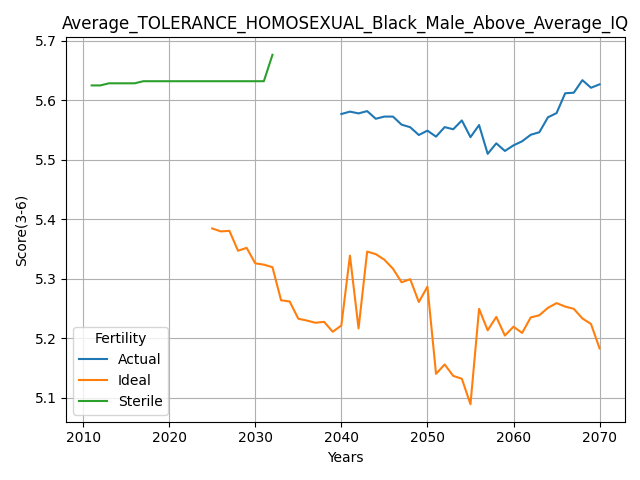 Average_TOLERANCE_HOMOSEXUAL_Black_Male_Above_Average_IQ
Score(3-6)
5.7
5.6
5.5
5.4
5.3
5.2
5.1
Fertility
Actual
Ideal
Sterile
2010 2020 2030 2040 2050 2060 2070
Years